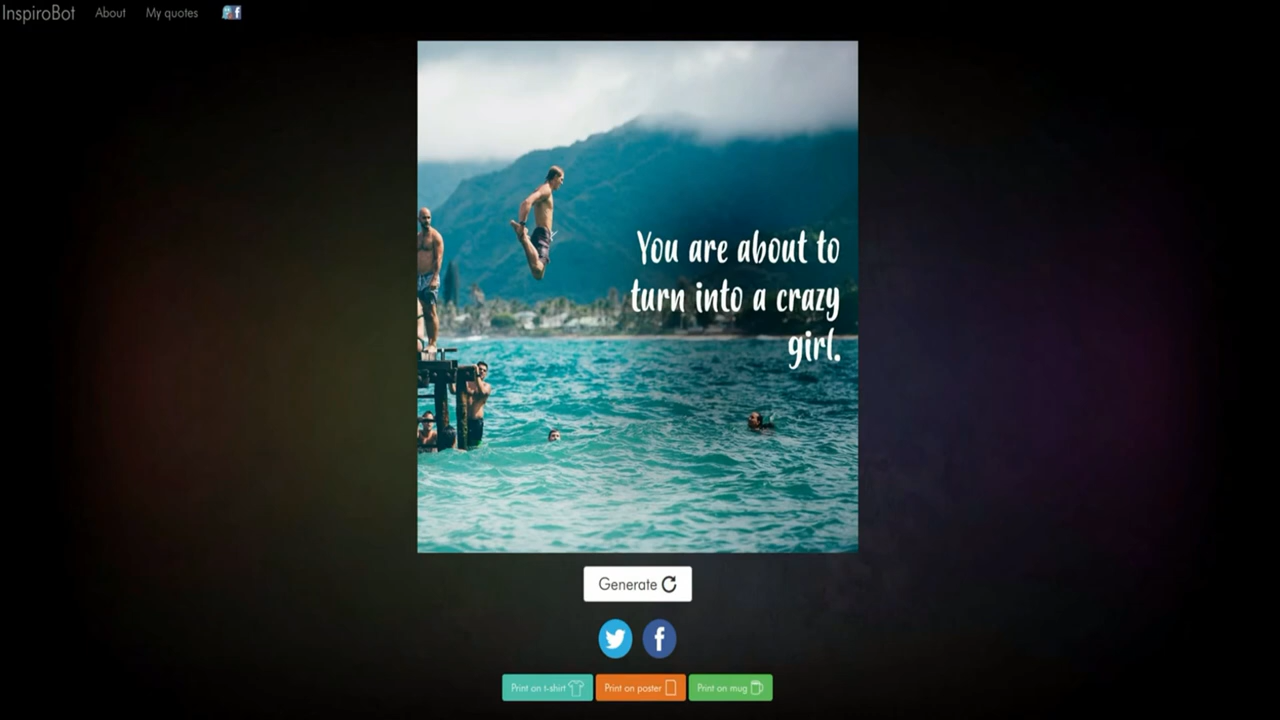 InspiroBot About My quotes
You are about to
turn into a crazy
girl.
Generate
Print on t-shirt Print on poster Print on mug